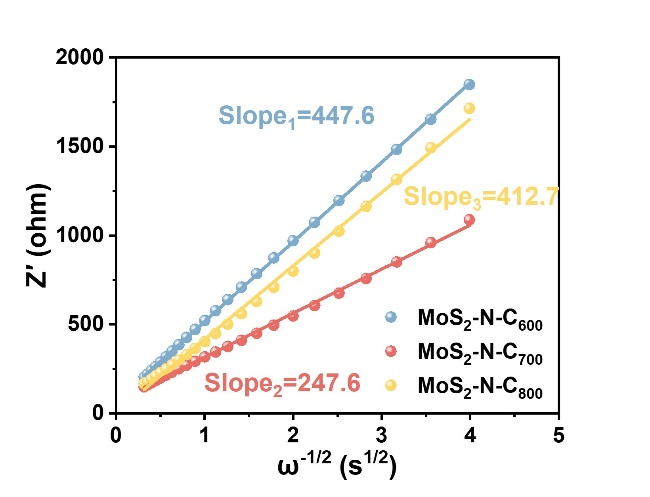 2000
1500
1000
500
0
Z′ (ohm)
Slope₁=447.6
Slope₃=412.7
Slope₂=247.6
MoS₂-N-C₆₀₀
MoS₂-N-C₇₀₀
MoS₂-N-C₈₀₀
0 1 2 3 4 5
ω⁻¹/² (s¹/²)